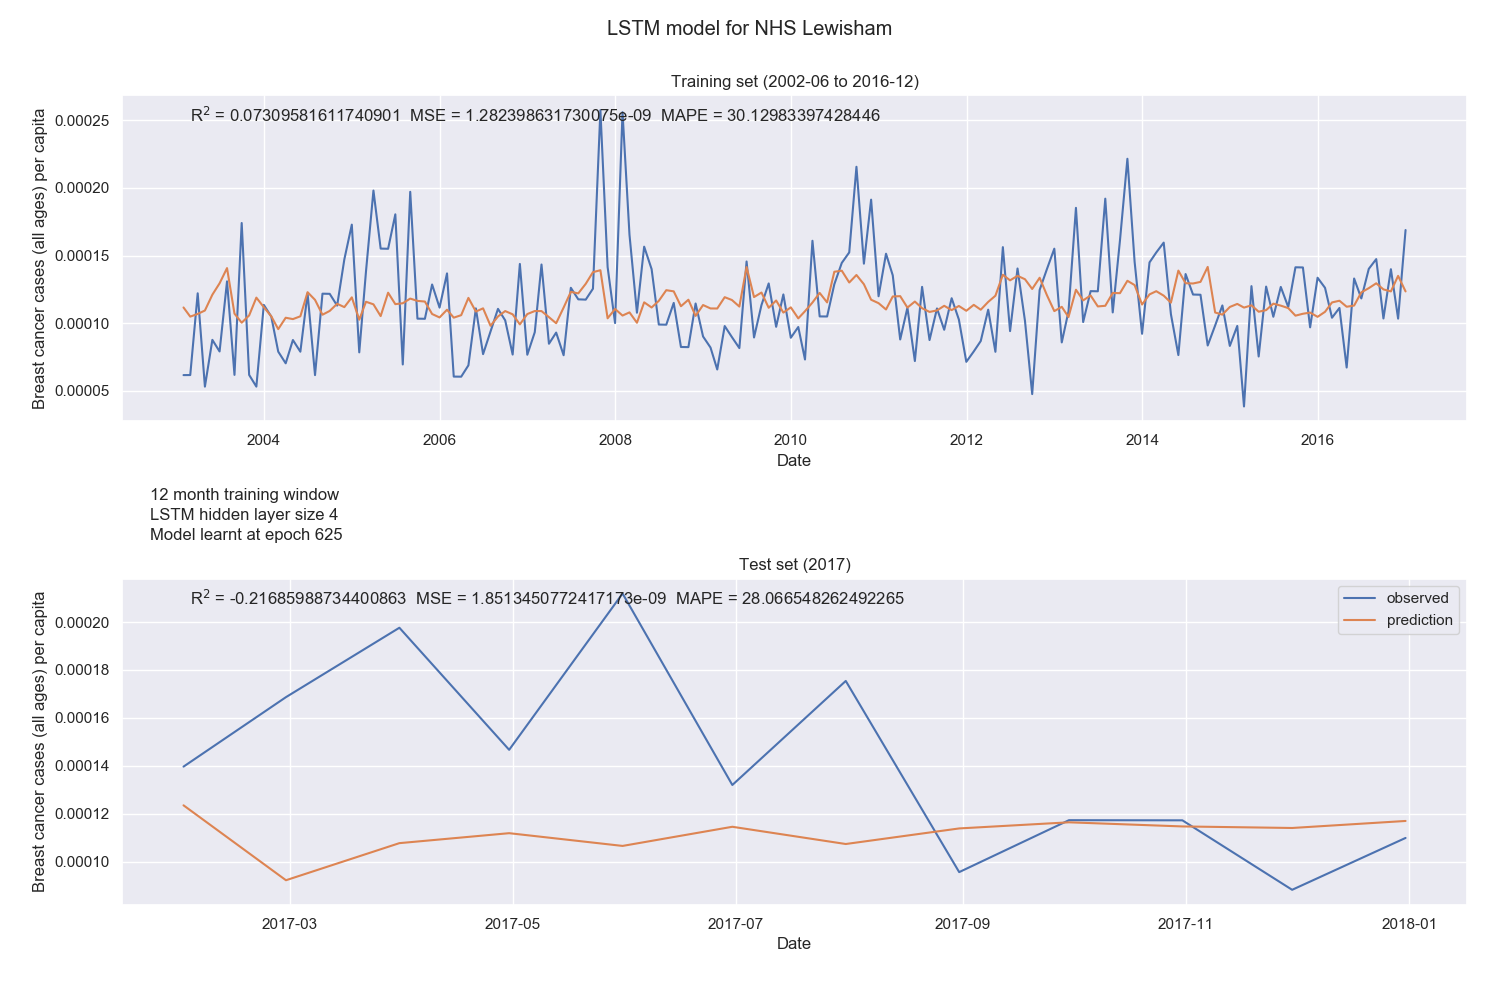 LSTM model for NHS Lewisham
Training set (2002-06 to 2016-12)
R² = 0.07309581611740901 MSE = 1.282398631730075e-09 MAPE = 30.12983397428446
Breast cancer cases (all ages) per capita
0.00025
0.00020
0.00015
0.00010
0.00005
2004 2006 2008 2010 2012 2014 2016
Date
12 month training window
LSTM hidden layer size 4
Model learnt at epoch 625
Test set (2017)
R² = -0.21685988734400863 MSE = 1.8513450772417173e-09 MAPE = 28.066548262492265
observed
prediction
Breast cancer cases (all ages) per capita
0.00020
0.00018
0.00016
0.00014
0.00012
0.00010
2017-03 2017-05 2017-07 2017-09 2017-11 2018-01
Date